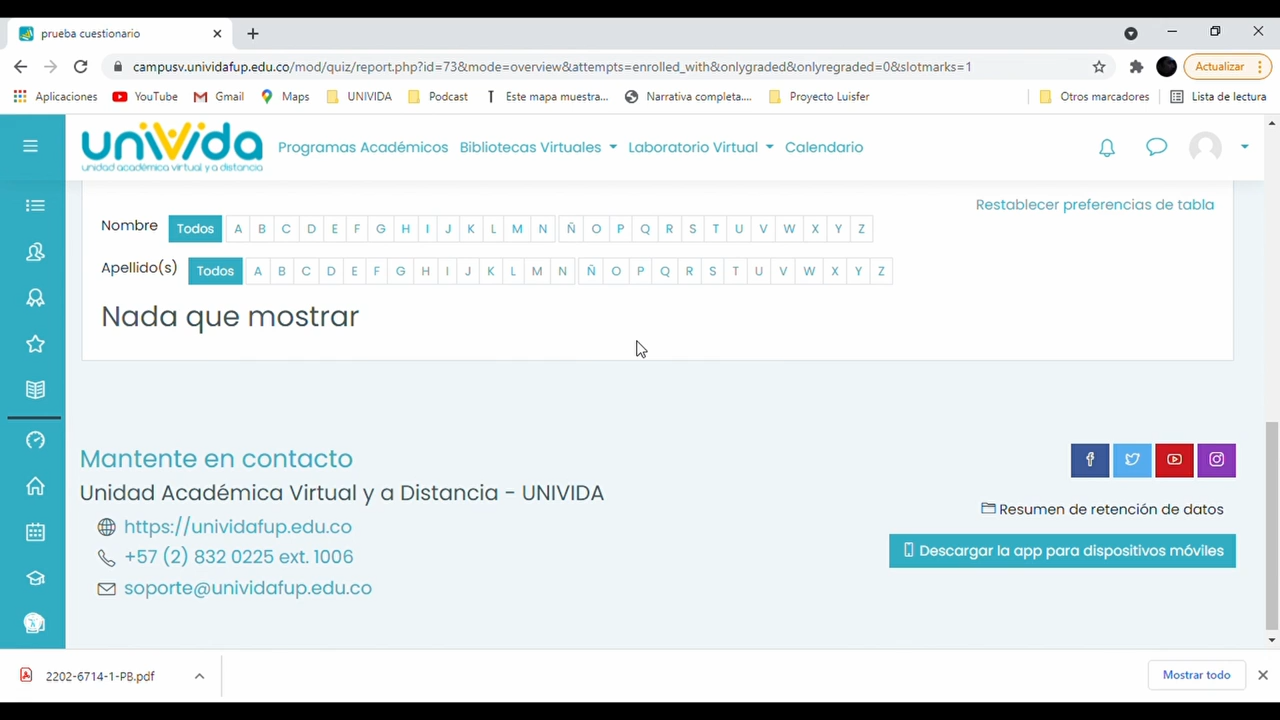 prueba cuestionario
campusv.unividafup.edu.co/mod/quiz/report.php?id=73&mode=overview&attempts=enrolled_with&onlygraded&onlyregraded=0&slotmarks=1
Actualizar
Aplicaciones YouTube Gmail Maps UNIVIDA Podcast Este mapa muestra... Narrativa completa.... Proyecto Luisfer Otros marcadores Lista de lectura
univida
unidad académica virtual y a distancia
Programas Académicos Bibliotecas Virtuales Laboratorio Virtual Calendario
Restablecer preferencias de tabla
Nombre Todos A B C D E F G H I J K L M N Ñ O P Q R S T U V W X Y Z
Apellido(s) Todos A B C D E F G H I J K L M N Ñ O P Q R S T U V W X Y Z
Nada que mostrar
Mantente en contacto
Unidad Académica Virtual y a Distancia - UNIVIDA
https://unividafup.edu.co
+57 (2) 832 0225 ext. 1006
soporte@unividafup.edu.co
Resumen de retención de datos
Descargar la app para dispositivos móviles
2202-6714-1-PB.pdf
Mostrar todo